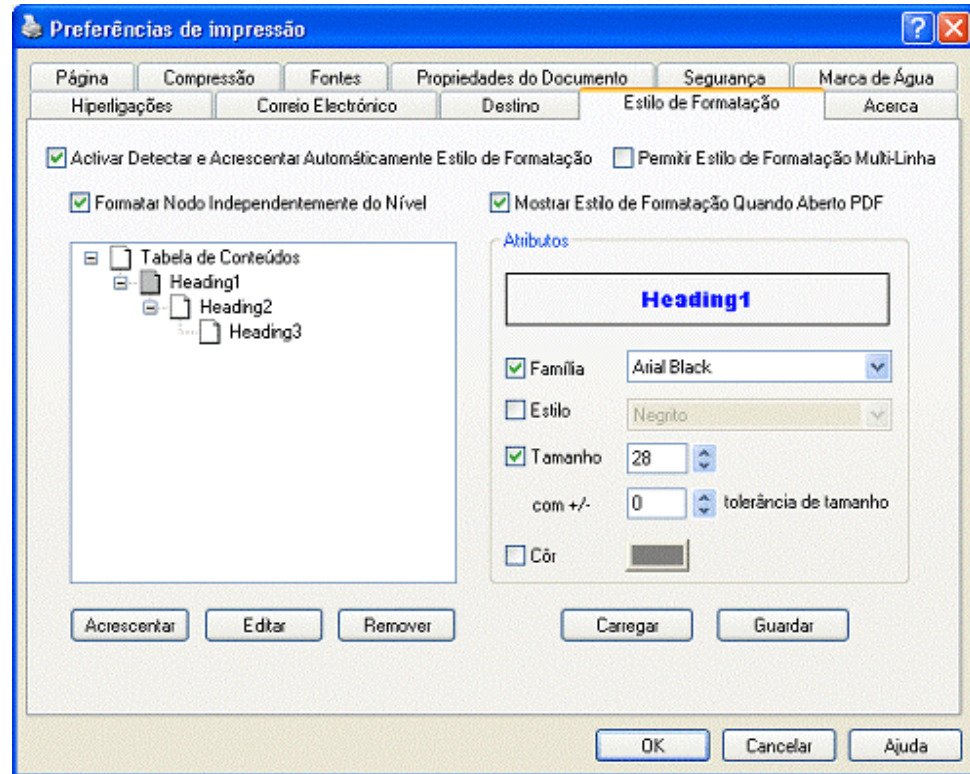 Preferências de impressão
Página Compressão Fontes Propriedades do Documento Segurança Marca de Água
Hiperligações Correio Electrónico Destino Estilo de Formatação Acerca
Activar Detectar e Acrescentar Automáticamente Estilo de Formatação Permitir Estilo de Formatação Multi-Linha
Formatar Nodo Independentemente do Nível Mostrar Estilo de Formatação Quando Aberto PDF
Tabela de Conteúdos
Heading1
Heading2
Heading3
Atributos
Heading1
Família Arial Black
Estilo Negrito
Tamanho 28
com +/- 0 tolerância de tamanho
Côr
Acrescentar Editar Remover Carregar Guardar
OK Cancelar Ajuda